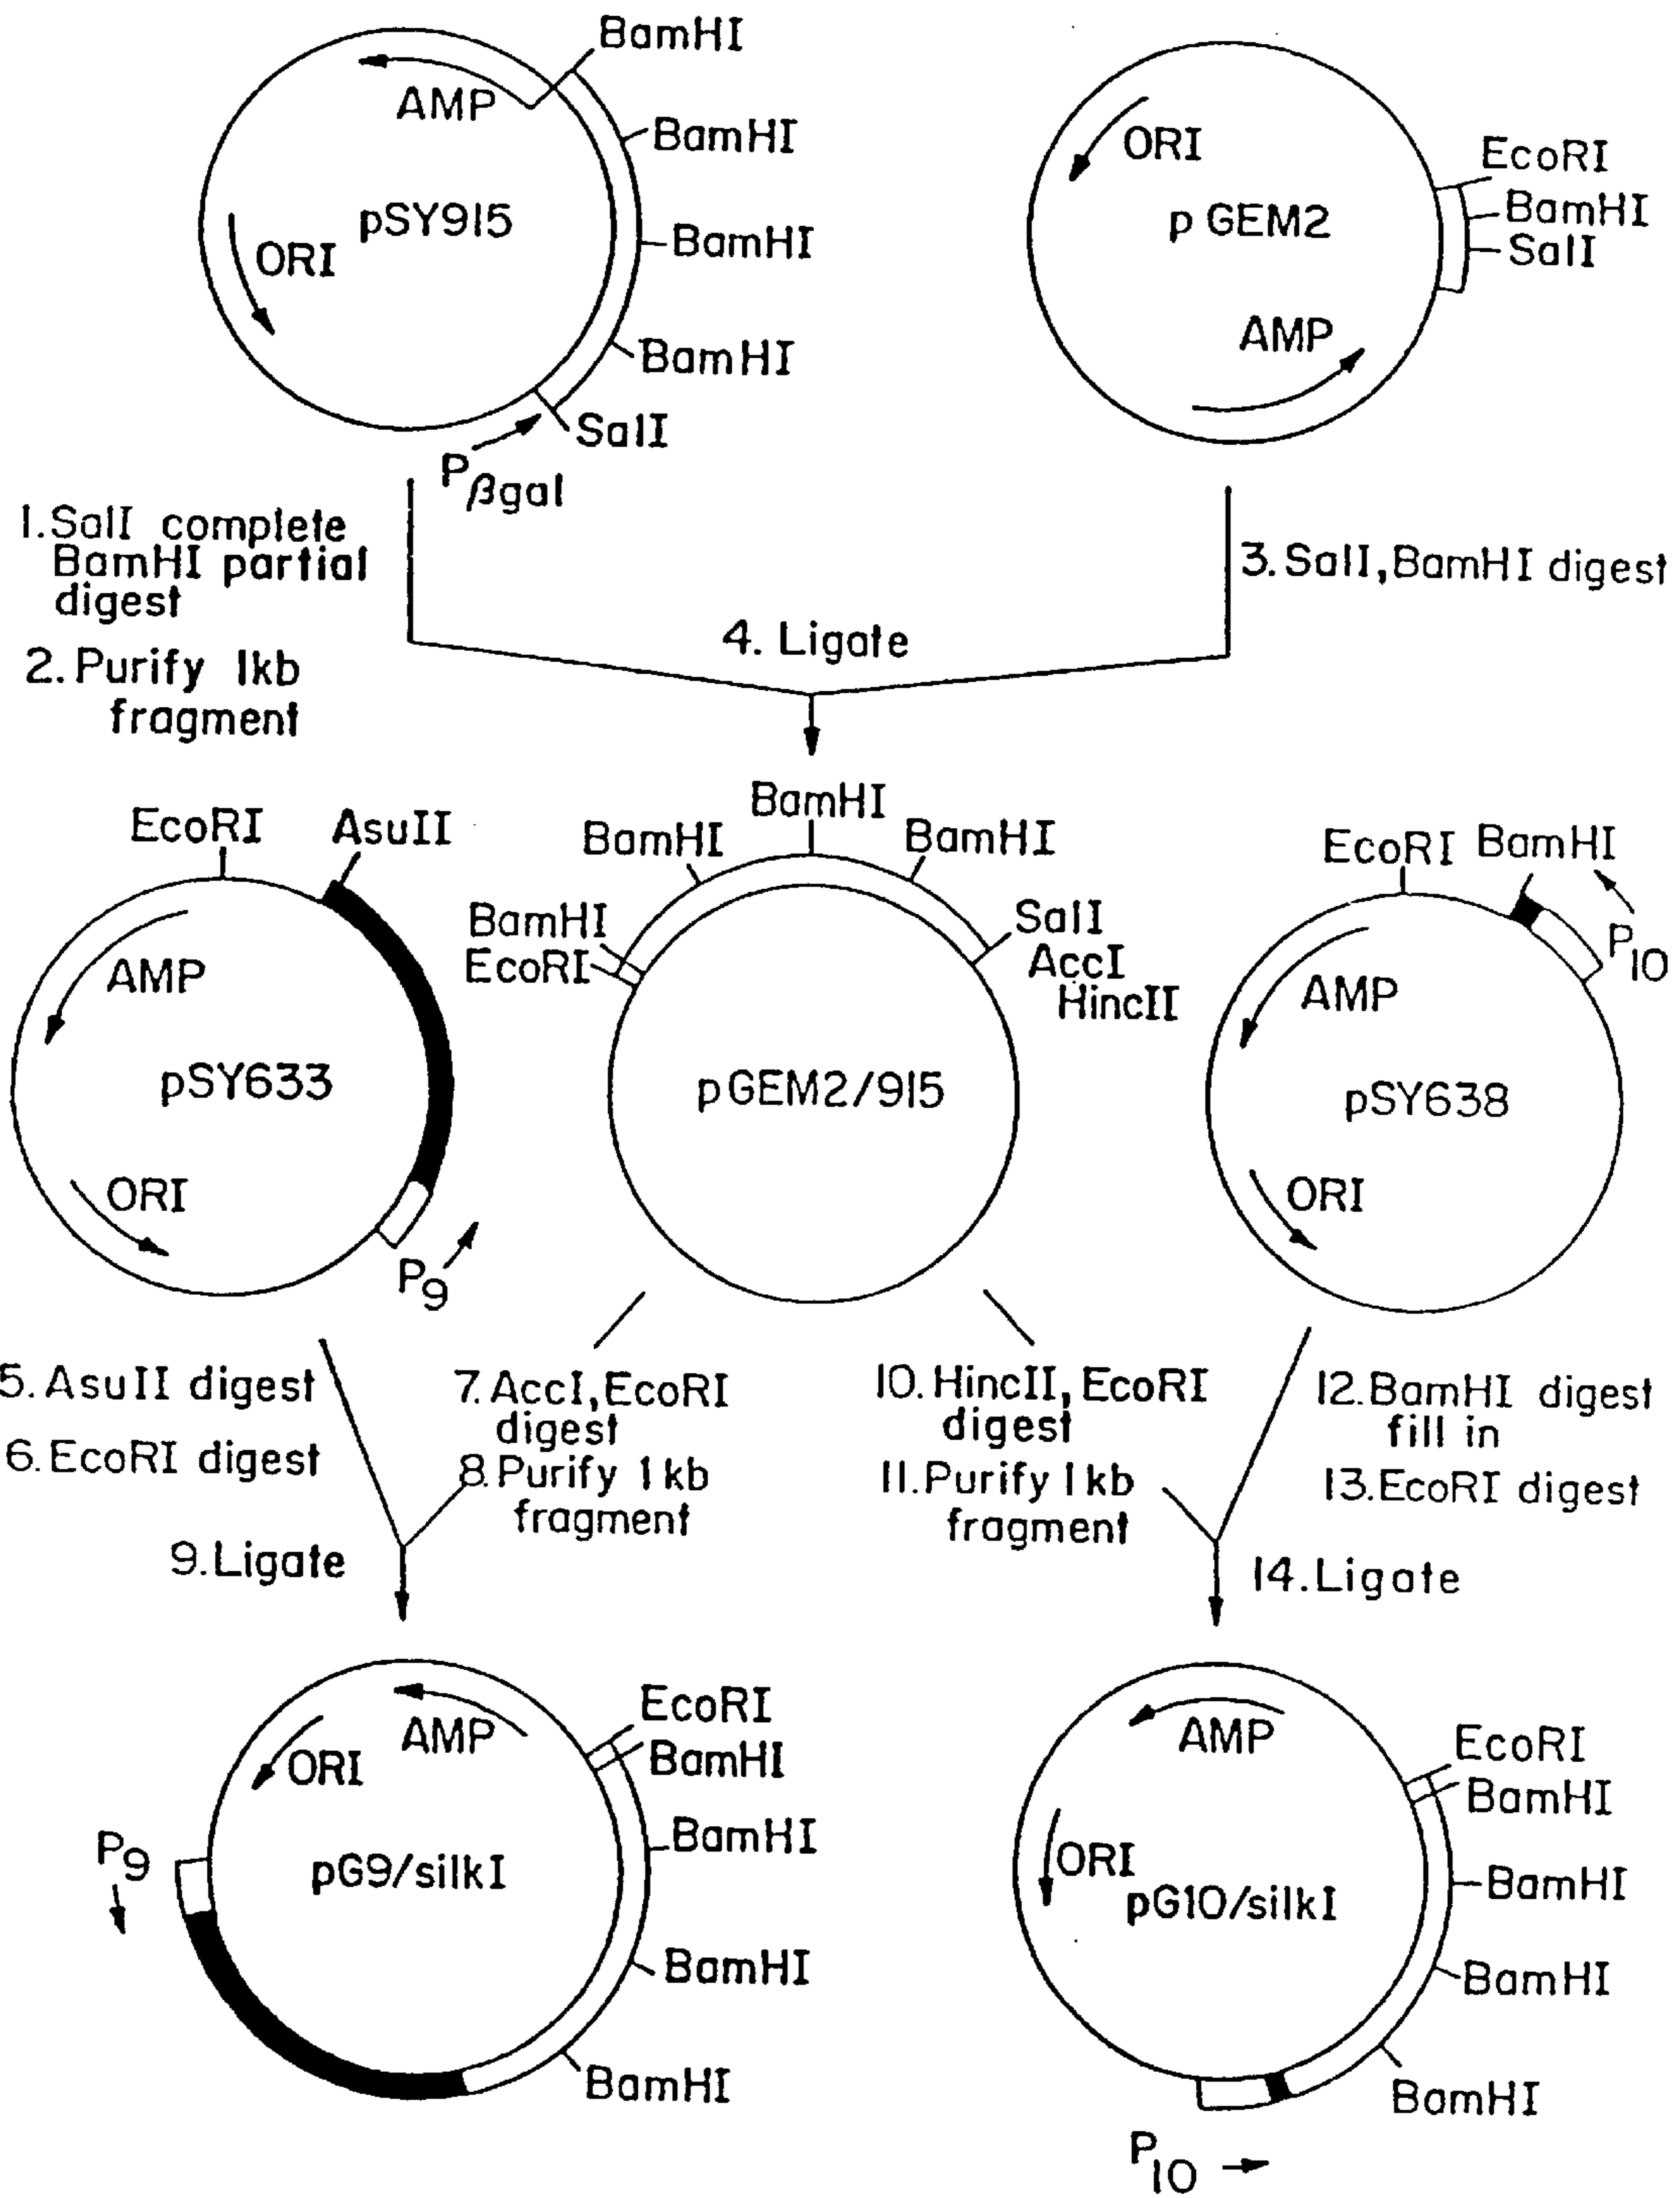 BamHI
AMP
BamHI
pSY915
BamHI
ORI
BamHI
SalI
Pβgal
ORI
EcoRI
pGEM2
BamHI
SalI
AMP
1.SalI complete
BamHI partial
digest
2.Purify 1kb
fragment
3.SalI,BamHI digest
4. Ligate
EcoRI
AsuII
AMP
pSY633
ORI
P9
BamHI
BamHI
BamHI
BamHI
EcoRI
SalI
AccI
HincII
pGEM2/915
EcoRI
BamHI
P10
AMP
pSY638
ORI
5.AsuII digest
6.EcoRI digest
7.AccI,EcoRI
digest
8.Purify 1kb
fragment
9.Ligate
10.HincII,EcoRI
digest
11.Purify 1kb
fragment
12.BamHI digest
fill in
13.EcoRI digest
14.Ligate
EcoRI
AMP
BamHI
ORI
BamHI
P9
pG9/silkI
BamHI
BamHI
AMP
EcoRI
BamHI
ORI
BamHI
pG10/silkI
BamHI
BamHI
P10